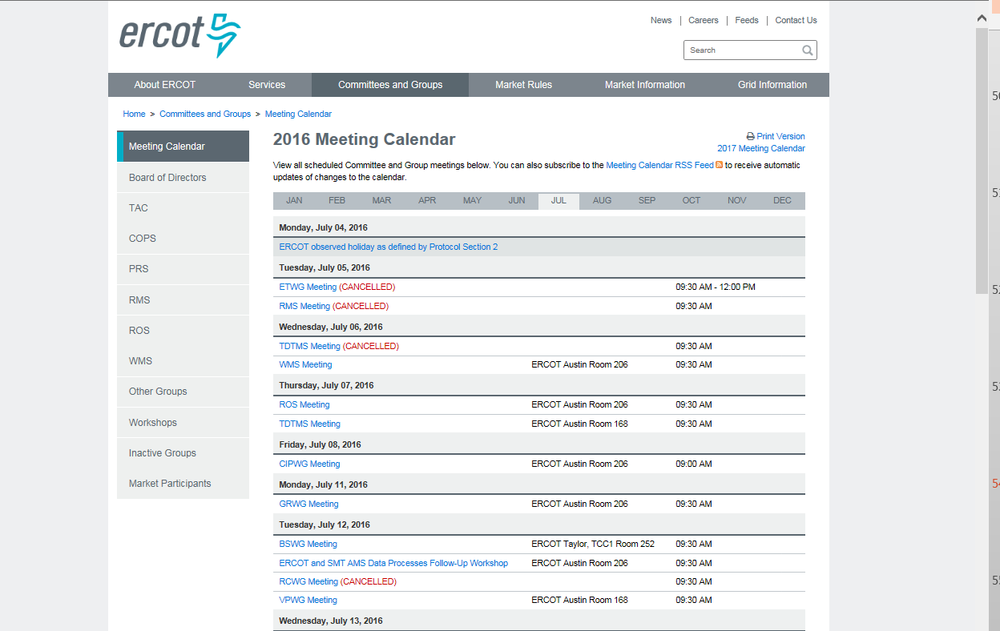 ercot
News | Careers | Feeds | Contact Us
Search
About ERCOT Services Committees and Groups Market Rules Market Information Grid Information
Home > Committees and Groups > Meeting Calendar
Meeting Calendar
Board of Directors
TAC
COPS
PRS
RMS
ROS
WMS
Other Groups
Workshops
Inactive Groups
Market Participants
2016 Meeting Calendar
Print Version
2017 Meeting Calendar
View all scheduled Committee and Group meetings below. You can also subscribe to the Meeting Calendar RSS Feed to receive automatic
updates of changes to the calendar.
JAN FEB MAR APR MAY JUN JUL AUG SEP OCT NOV DEC
Monday, July 04, 2016
ERCOT observed holiday as defined by Protocol Section 2
Tuesday, July 05, 2016
ETWG Meeting (CANCELLED) 09:30 AM - 12:00 PM
RMS Meeting (CANCELLED) 09:30 AM
Wednesday, July 06, 2016
TDTMS Meeting (CANCELLED) 09:30 AM
WMS Meeting ERCOT Austin Room 206 09:30 AM
Thursday, July 07, 2016
ROS Meeting ERCOT Austin Room 206 09:30 AM
TDTMS Meeting ERCOT Austin Room 168 09:30 AM
Friday, July 08, 2016
CIPWG Meeting ERCOT Austin Room 206 09:00 AM
Monday, July 11, 2016
GRWG Meeting ERCOT Austin Room 206 09:30 AM
Tuesday, July 12, 2016
BSWG Meeting ERCOT Taylor, TCC1 Room 252 09:30 AM
ERCOT and SMT AMS Data Processes Follow-Up Workshop ERCOT Austin Room 206 09:30 AM
RCWG Meeting (CANCELLED) 09:30 AM
VPWG Meeting ERCOT Austin Room 168 09:30 AM
Wednesday, July 13, 2016